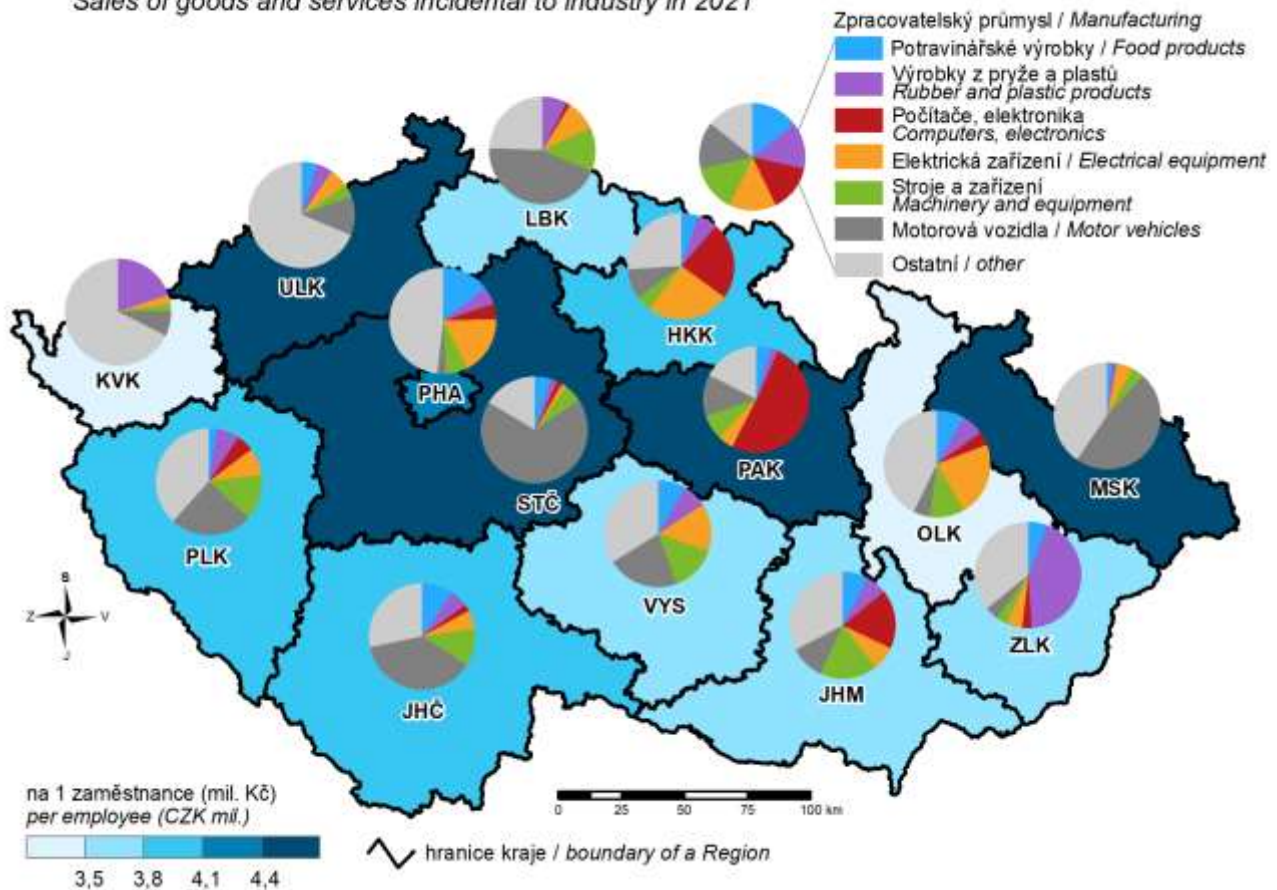 Sales of goods and services incidental to industry in 2021
Zpracovatelský průmysl / Manufacturing
Potravinářské výrobky / Food products
Výrobky z pryže a plastů
Rubber and plastic products
Počítače, elektronika
Computers, electronics
Elektrická zařízení / Electrical equipment
Stroje a zařízení
Machinery and equipment
Motorová vozidla / Motor vehicles
Ostatní / other
LBK
ULK
HKK
KVK
PHA
PAK
MSK
STČ
OLK
PLK
VYS
ZLK
JHČ
JHM
S
Z V
J
na 1 zaměstnance (mil. Kč)
per employee (CZK mil.)
3,5 3,8 4,1 4,4
0 25 50 75 100 km
hranice kraje / boundary of a Region